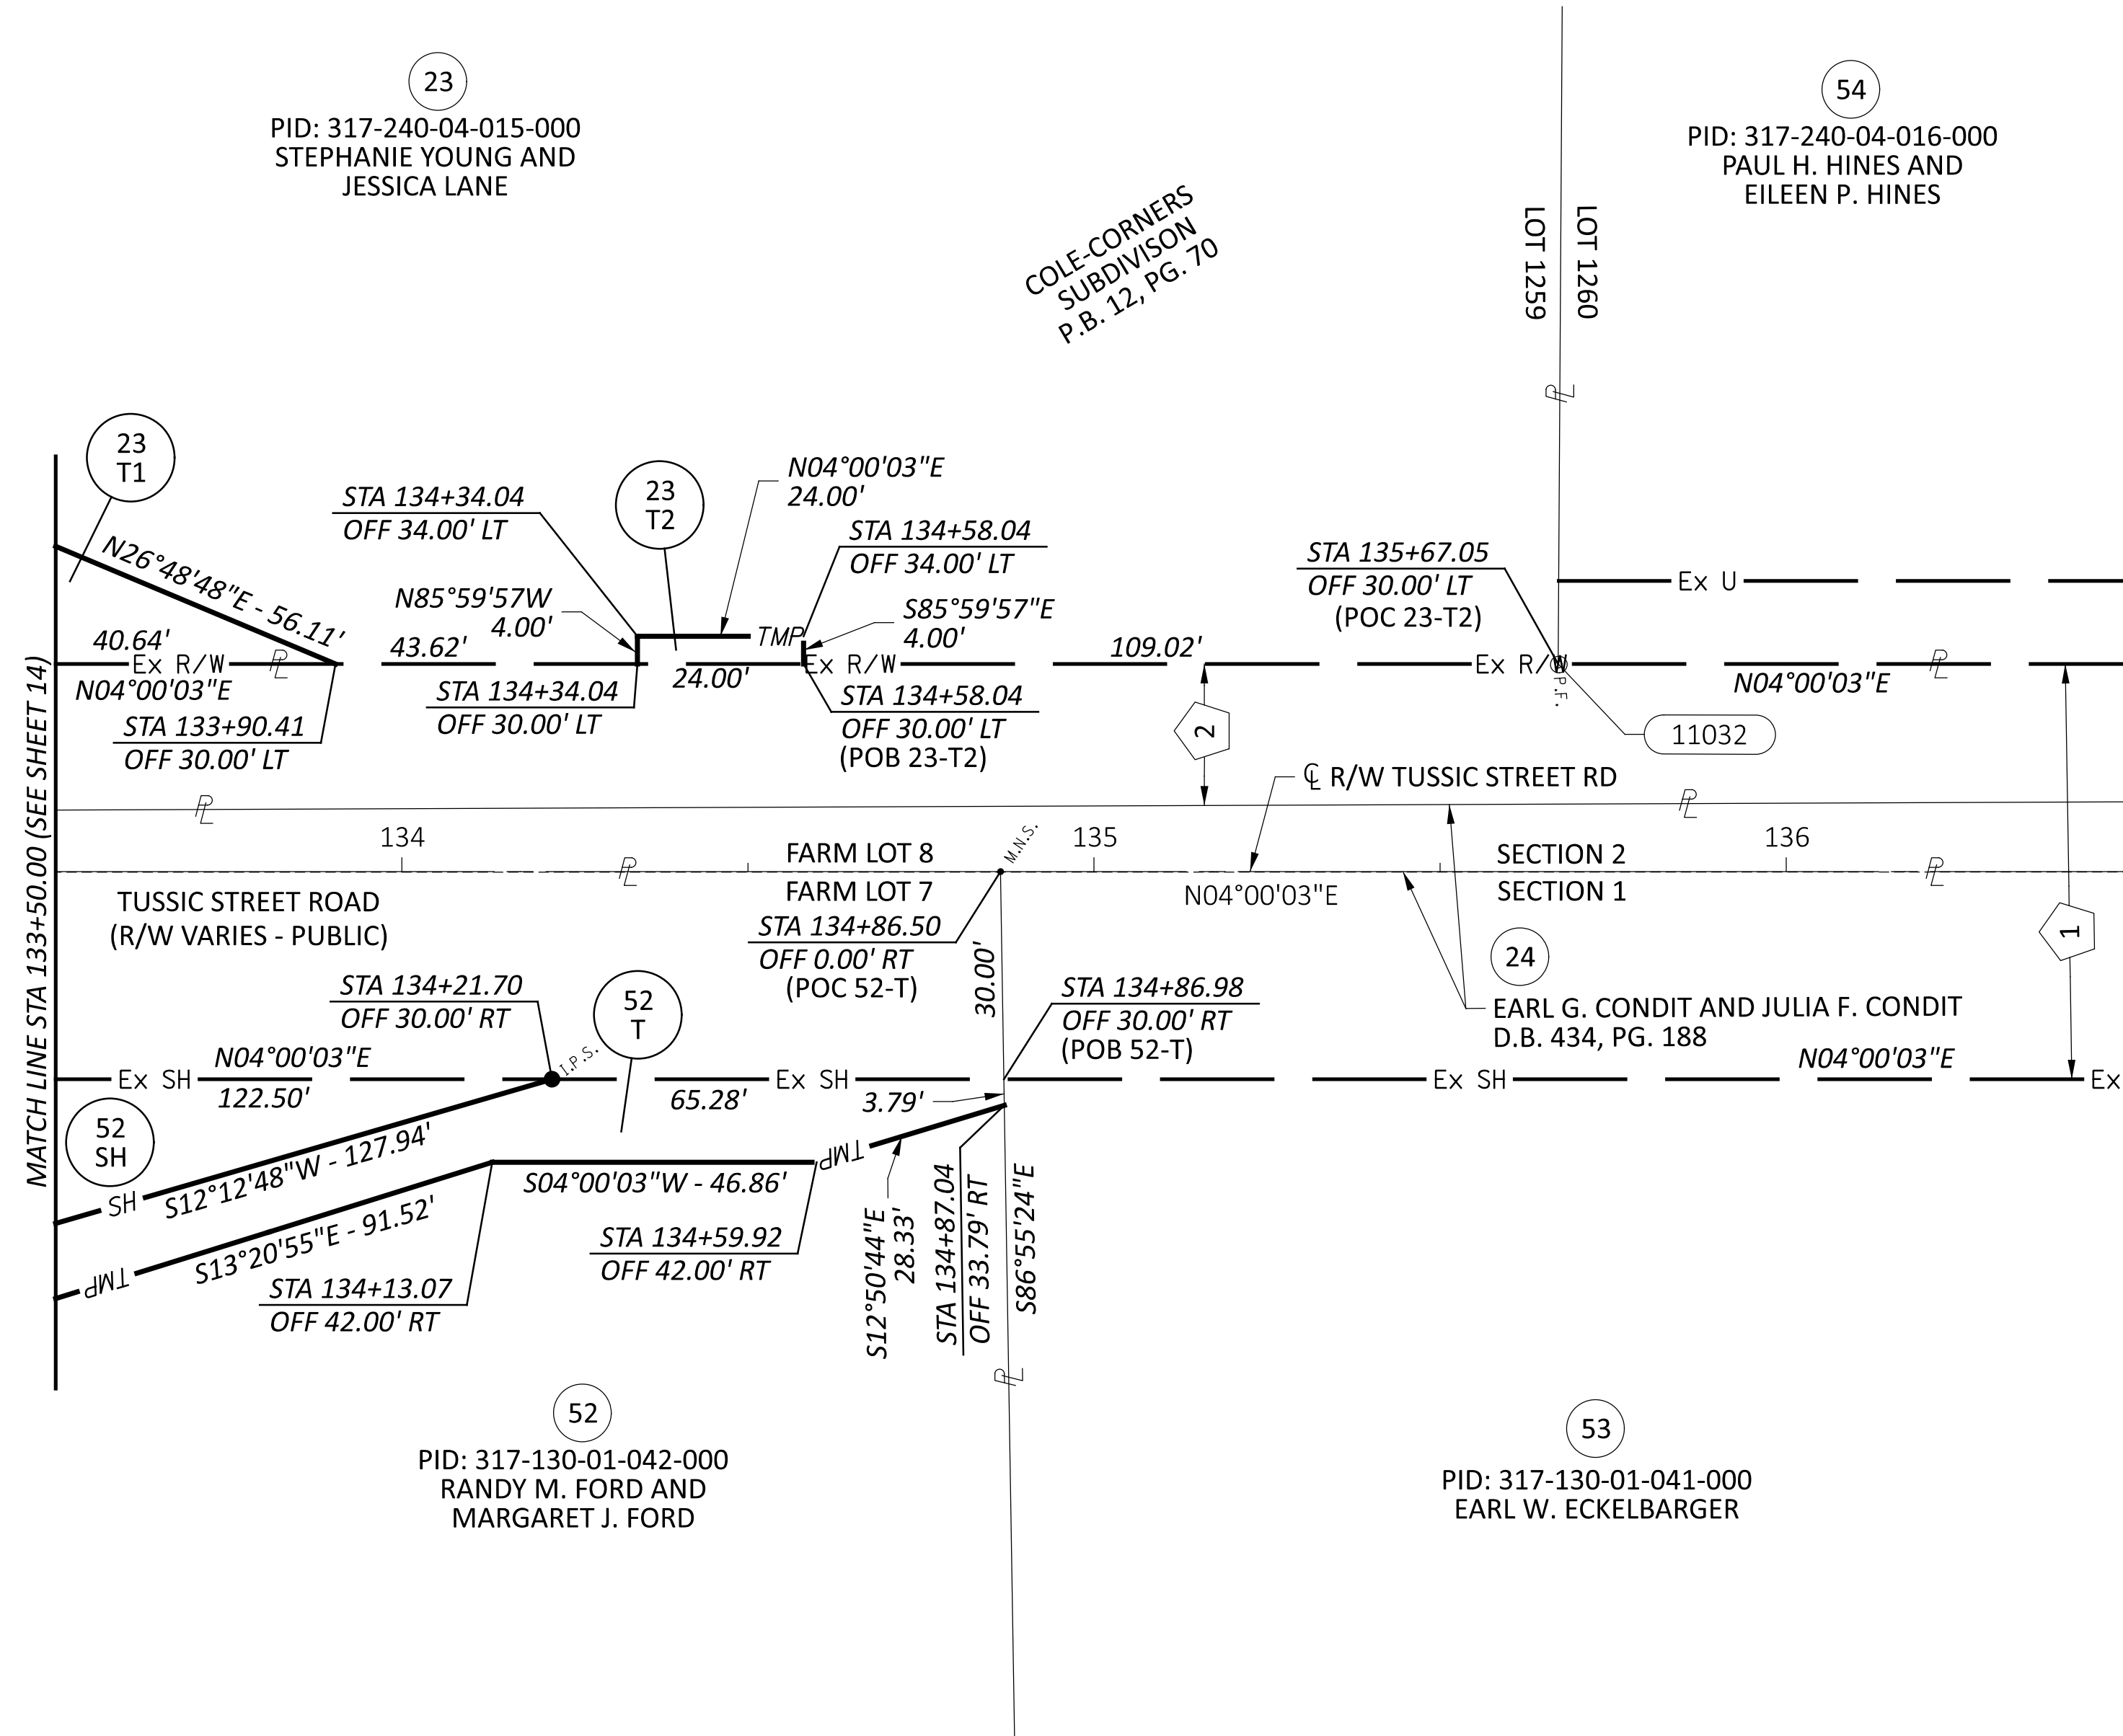 23
PID: 317-240-04-015-000
STEPHANIE YOUNG AND
JESSICA LANE
54
PID: 317-240-04-016-000
PAUL H. HINES AND
EILEEN P. HINES
COLE-CORNERS
SUBDIVISON
P.B. 12, PG. 70
LOT 1259
LOT 1260
23
T1
N26°48'48"E - 56.11'
STA 134+34.04
OFF 34.00' LT
23
T2
N04°00'03"E
24.00'
STA 134+58.04
OFF 34.00' LT
N85°59'57W
4.00'
TMP
S85°59'57"E
4.00'
STA 135+67.05
OFF 30.00' LT
(POC 23-T2)
Ex U
40.64'
Ex R/W
PL
43.62'
24.00'
Ex R/W
109.02'
Ex R/W
I.P.F.
PL
PL
N04°00'03"E
N04°00'03"E
STA 133+90.41
OFF 30.00' LT
STA 134+34.04
OFF 30.00' LT
STA 134+58.04
OFF 30.00' LT
(POB 23-T2)
2
11032
CL R/W TUSSIC STREET RD
MATCH LINE STA 133+50.00 (SEE SHEET 14)
PL
PL
134
135
136
M.N.S.
FARM LOT 8
SECTION 2
PL
PL
FARM LOT 7
N04°00'03"E
SECTION 1
TUSSIC STREET ROAD
(R/W VARIES - PUBLIC)
STA 134+86.50
OFF 0.00' RT
(POC 52-T)
30.00'
24
EARL G. CONDIT AND JULIA F. CONDIT
D.B. 434, PG. 188
1
STA 134+21.70
OFF 30.00' RT
52
T
STA 134+86.98
OFF 30.00' RT
(POB 52-T)
I.P.S.
N04°00'03"E
Ex SH
122.50'
65.28'
Ex SH
3.79'
Ex SH
N04°00'03"E
Ex
52
SH
SH
S12°12'48"W - 127.94'
TMP
S13°20'55"E - 91.52'
S04°00'03"W - 46.86'
TMP
STA 134+59.92
OFF 42.00' RT
STA 134+13.07
OFF 42.00' RT
S12°50'44"E
28.33'
STA 134+87.04
OFF 33.79' RT
S86°55'24"E
PL
52
PID: 317-130-01-042-000
RANDY M. FORD AND
MARGARET J. FORD
53
PID: 317-130-01-041-000
EARL W. ECKELBARGER